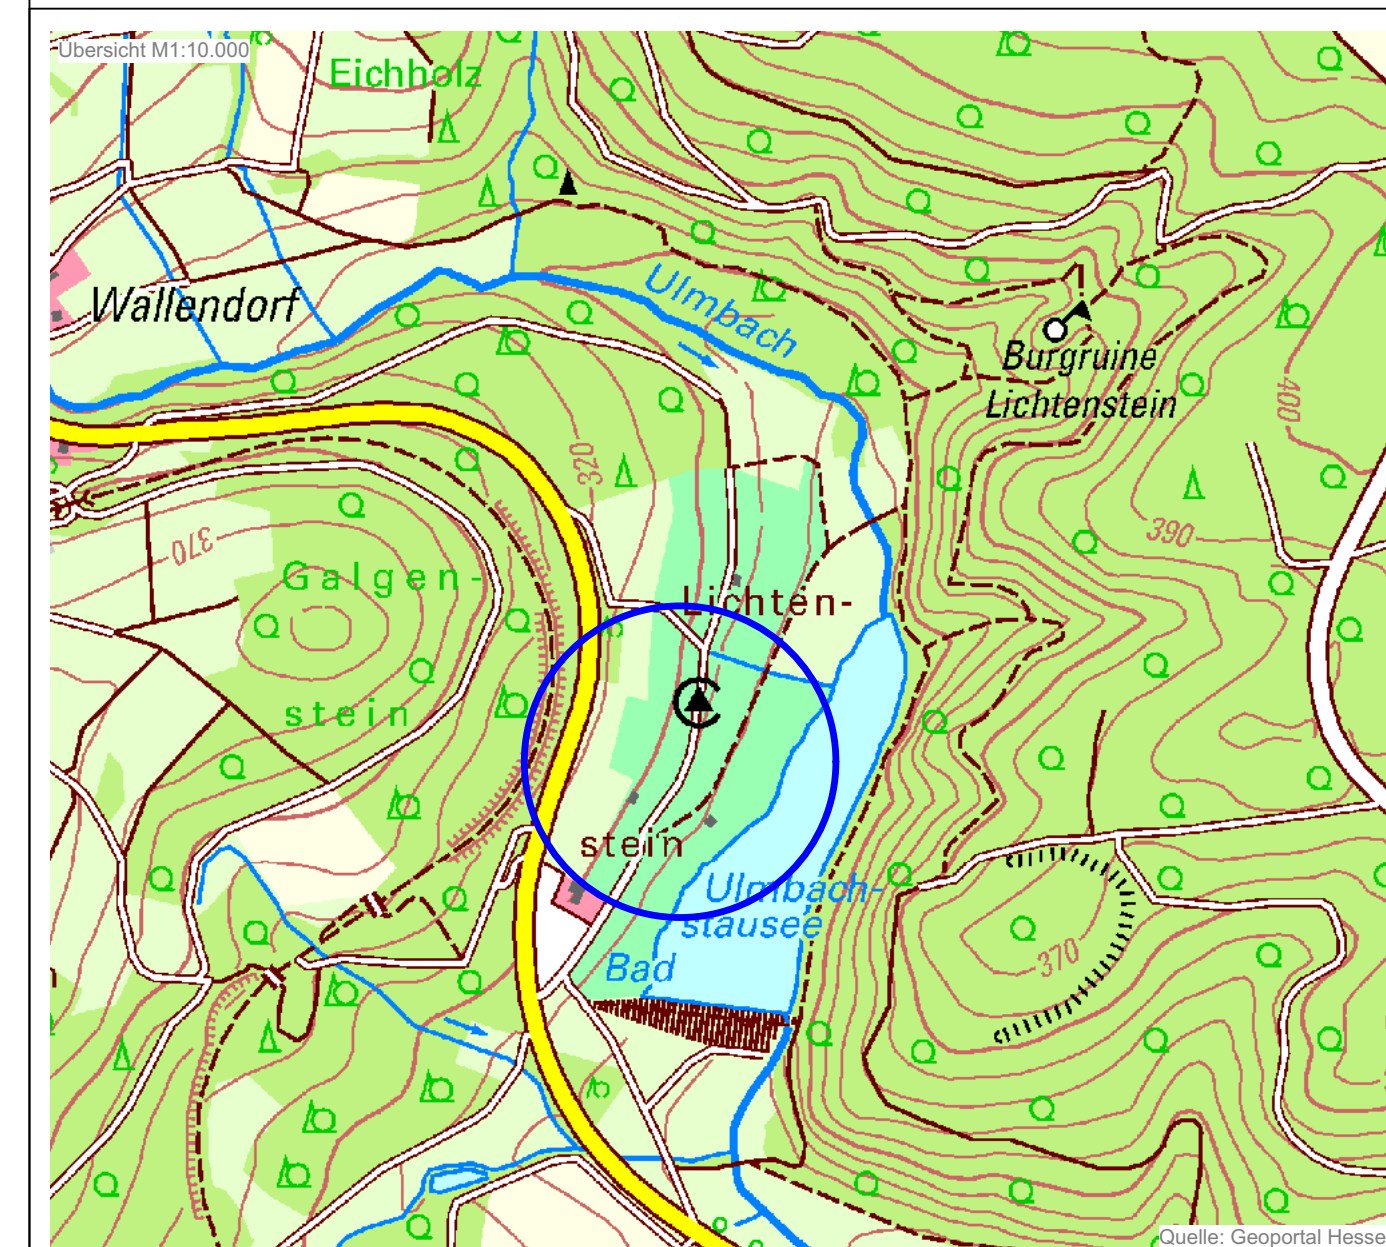 Übersicht M1:10.000
Eichholz
Ulmbach
Wallendorf
Burgruine
Lichtenstein
400
320
390
370
Galgen-
stein
Lichten-
stein
Ulmbach-
stausee
Bad
370
Quelle: Geoportal Hesse